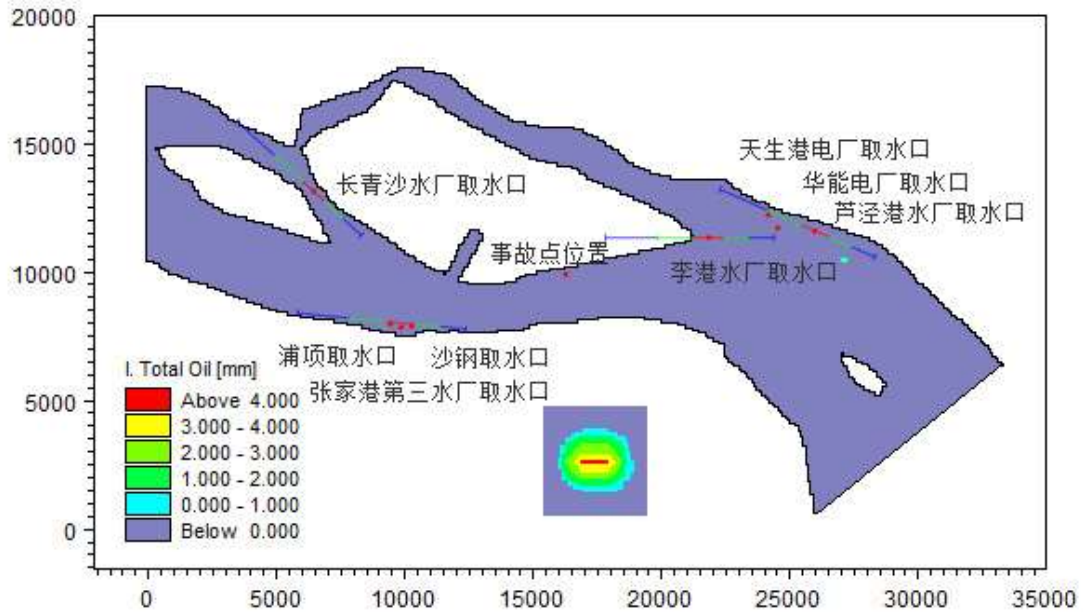 20000
15000
10000
5000
0
天生港电厂取水口
华能电厂取水口
芦泾港水厂取水口
长青沙水厂取水口
事故点位置
李港水厂取水口
浦项取水口 沙钢取水口
张家港第三水厂取水口
I. Total Oil [mm]
Above 4.000
3.000 - 4.000
2.000 - 3.000
1.000 - 2.000
0.000 - 1.000
Below 0.000
0 5000 10000 15000 20000 25000 30000 35000